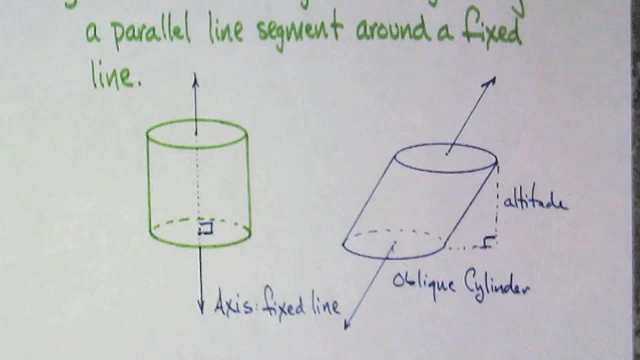 a parallel line segment around a fixed
line.
altitude
Oblique Cylinder
Axis: fixed line